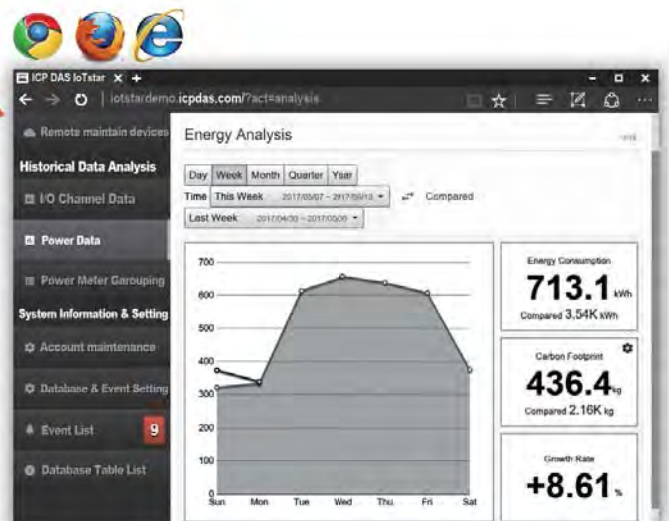 ICP DAS IoTstar
iotstardemo.icpdas.com/?act=analysis
Remote maintain devices
Historical Data Analysis
I/O Channel Data
Power Data
Power Meter Garouping
System Information & Setting
Account maintenance
Database & Event Setting
Event List 9
Database Table List
Energy Analysis
Day Week Month Quarter Year
Time This Week 2017/05/07 ~ 2017/05/13 Compared
Last Week 2017/04/30 ~ 2017/05/06
700
600
500
400
300
200
100
0
Sun Mon Tue Wed Thu Fri Sat
Energy Consumption
713.1 kWh
Compared 3.54K kWh
Carbon Footprint
436.4 kg
Compared 2.16K kg
Growth Rate
+8.61 %